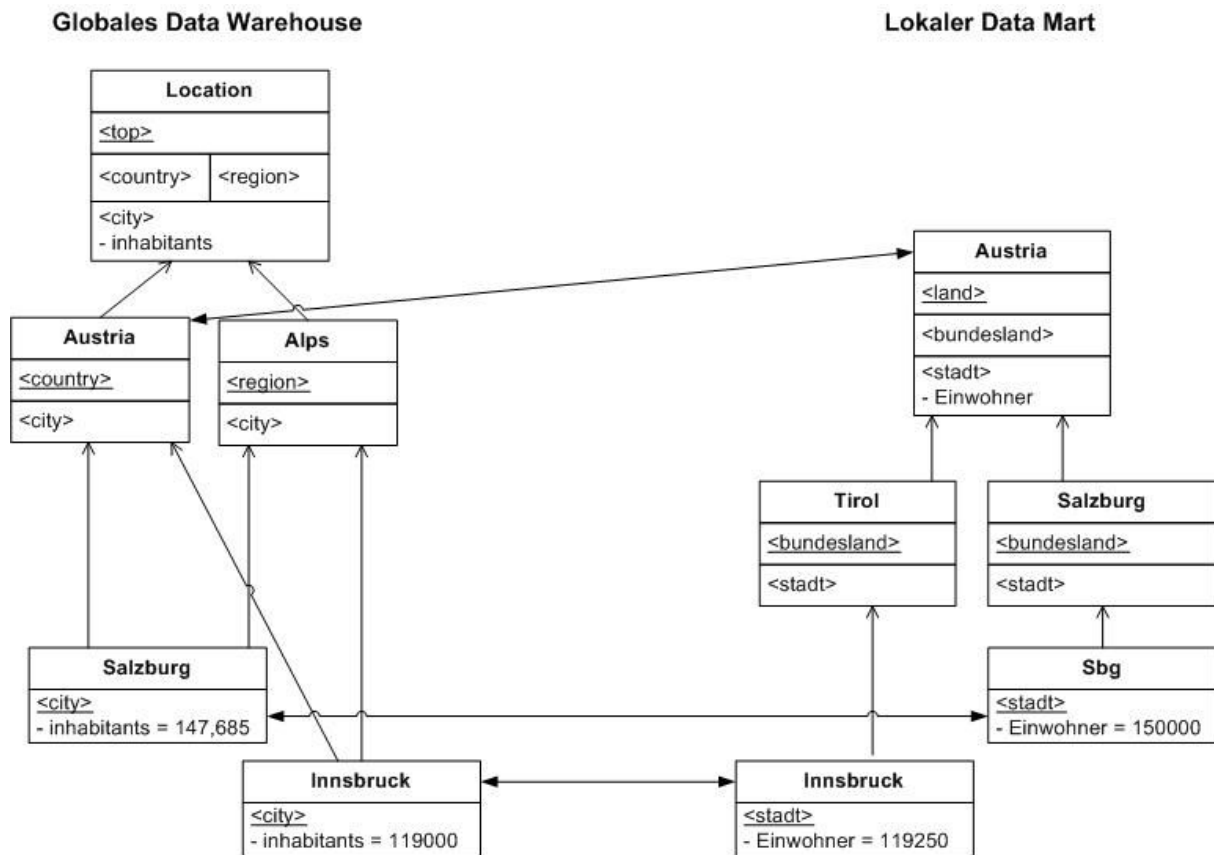 Globales Data Warehouse
Lokaler Data Mart
Location
<top>
<country> <region>
<city>
- inhabitants
Austria
<country>
<city>
Alps
<region>
<city>
Austria
<land>
<bundesland>
<stadt>
- Einwohner
Tirol
<bundesland>
<stadt>
Salzburg
<bundesland>
<stadt>
Salzburg
<city>
- inhabitants = 147,685
Sbg
<stadt>
- Einwohner = 150000
Innsbruck
<city>
- inhabitants = 119000
Innsbruck
<stadt>
- Einwohner = 119250